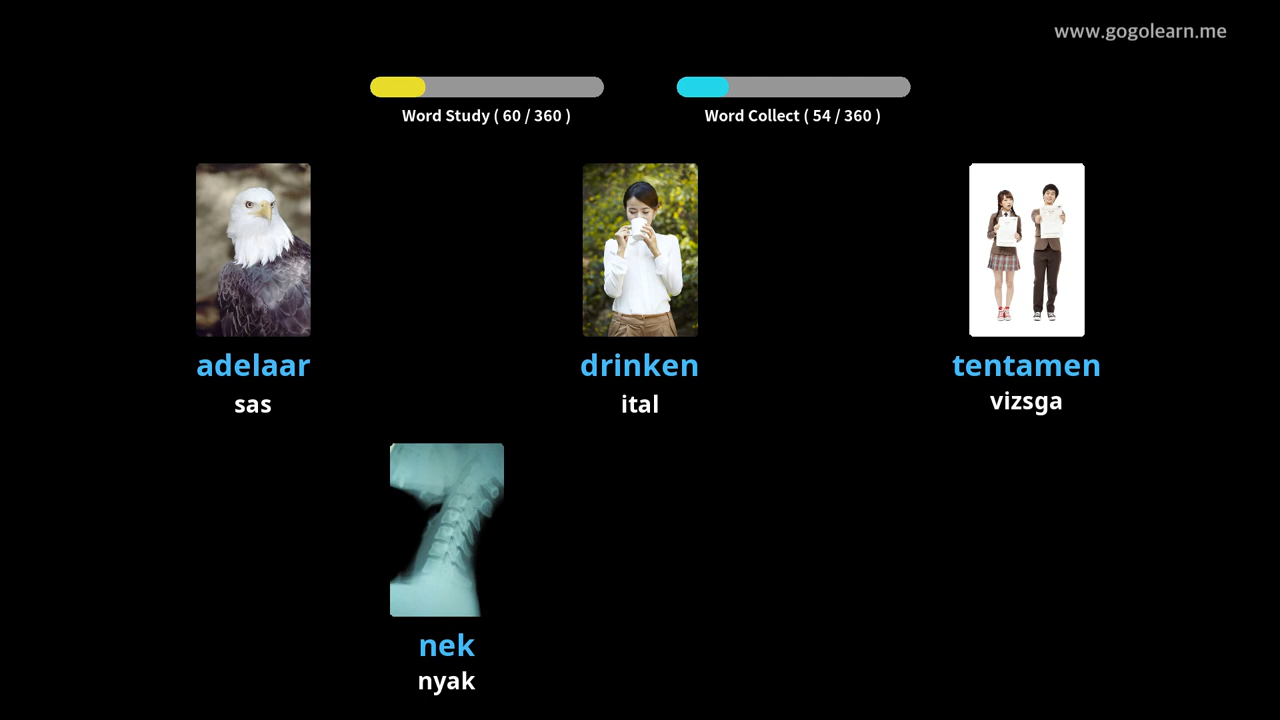 www.gogolearn.me
Word Study ( 60 / 360 )
Word Collect ( 54 / 360 )
adelaar
sas
drinken
ital
tentamen
vizsga
nek
nyak